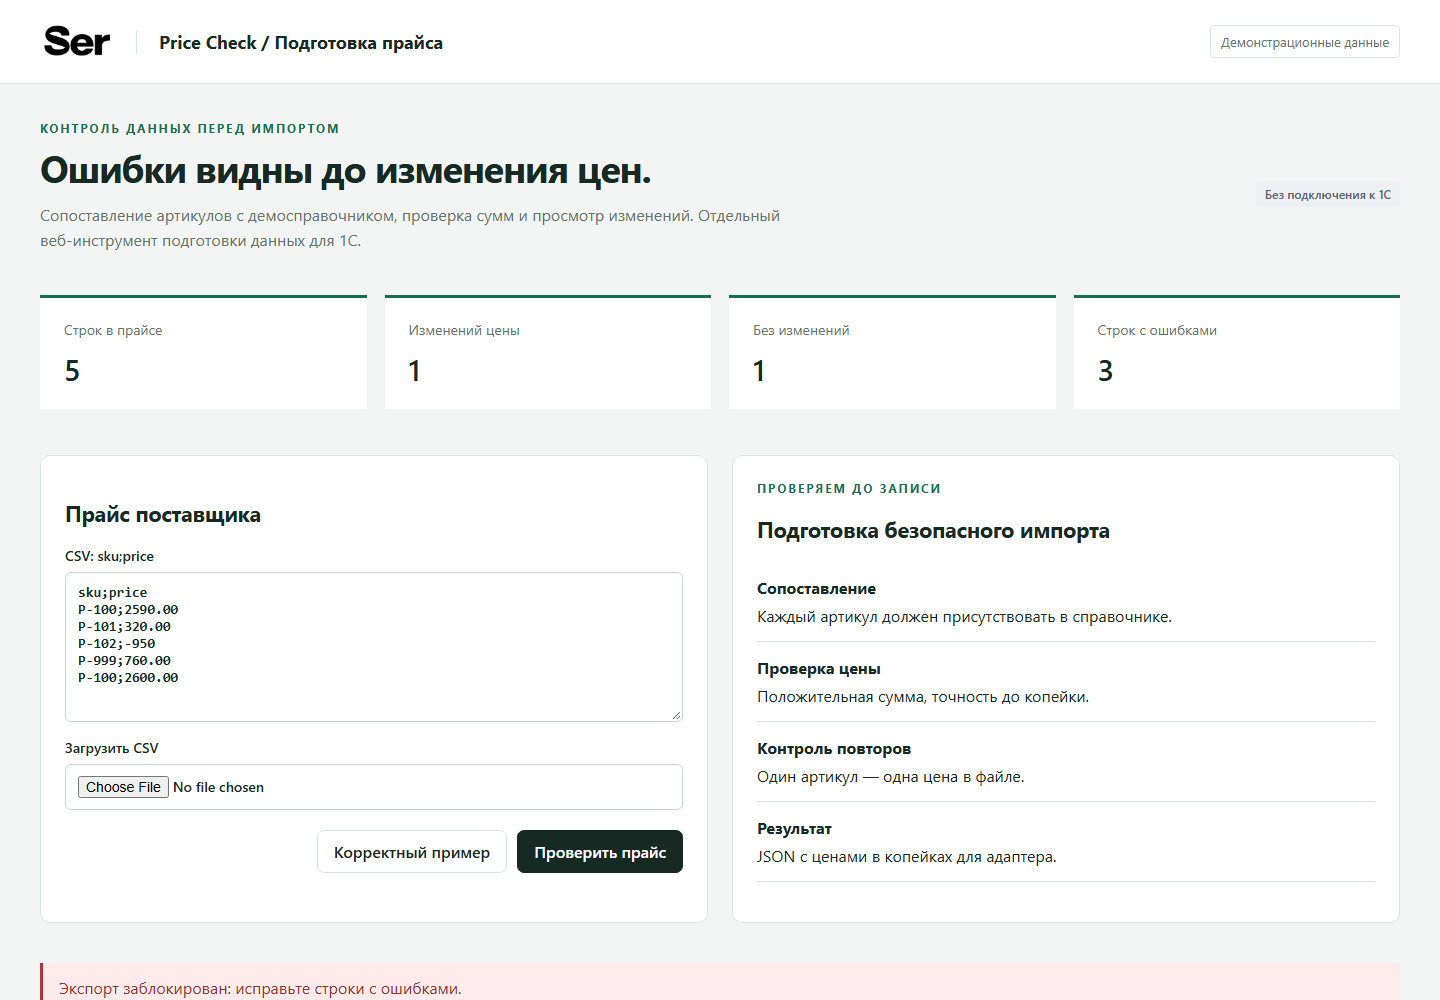 Ser
Price Check / Подготовка прайса
Демонстрационные данные
КОНТРОЛЬ ДАННЫХ ПЕРЕД ИМПОРТОМ
Ошибки видны до изменения цен.
Сопоставление артикулов с демосправочником, проверка сумм и просмотр изменений. Отдельный
веб-инструмент подготовки данных для 1С.
Без подключения к 1С
Строк в прайсе
5
Изменений цены
1
Без изменений
1
Строк с ошибками
3
Прайс поставщика
CSV: sku;price
sku;price
P-100;2590.00
P-101;320.00
P-102;-950
P-999;760.00
P-100;2600.00
Загрузить CSV
Choose File No file chosen
Корректный пример
Проверить прайс
ПРОВЕРЯЕМ ДО ЗАПИСИ
Подготовка безопасного импорта
Сопоставление
Каждый артикул должен присутствовать в справочнике.
Проверка цены
Положительная сумма, точность до копейки.
Контроль повторов
Один артикул — одна цена в файле.
Результат
JSON с ценами в копейках для адаптера.
Экспорт заблокирован: исправьте строки с ошибками.